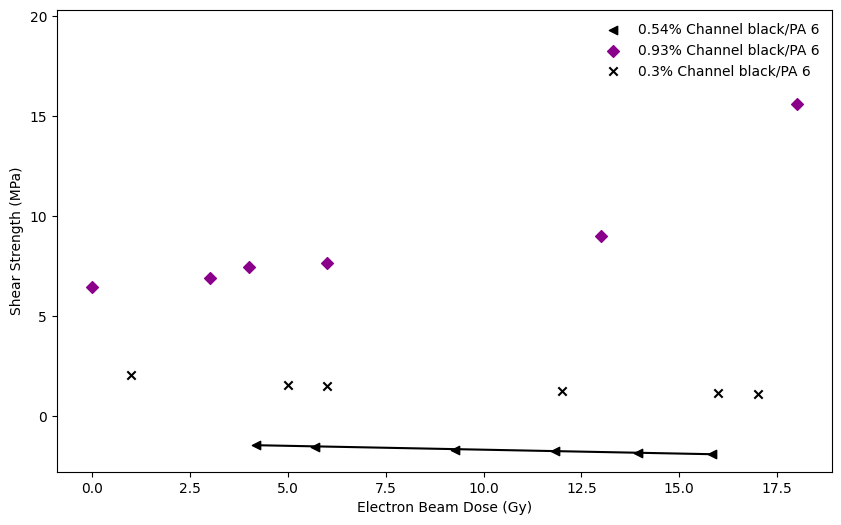 20
15
10
5
0
0.0 2.5 5.0 7.5 10.0 12.5 15.0 17.5
Shear Strength (MPa)
Electron Beam Dose (Gy)
0.54% Channel black/PA 6
0.93% Channel black/PA 6
0.3% Channel black/PA 6